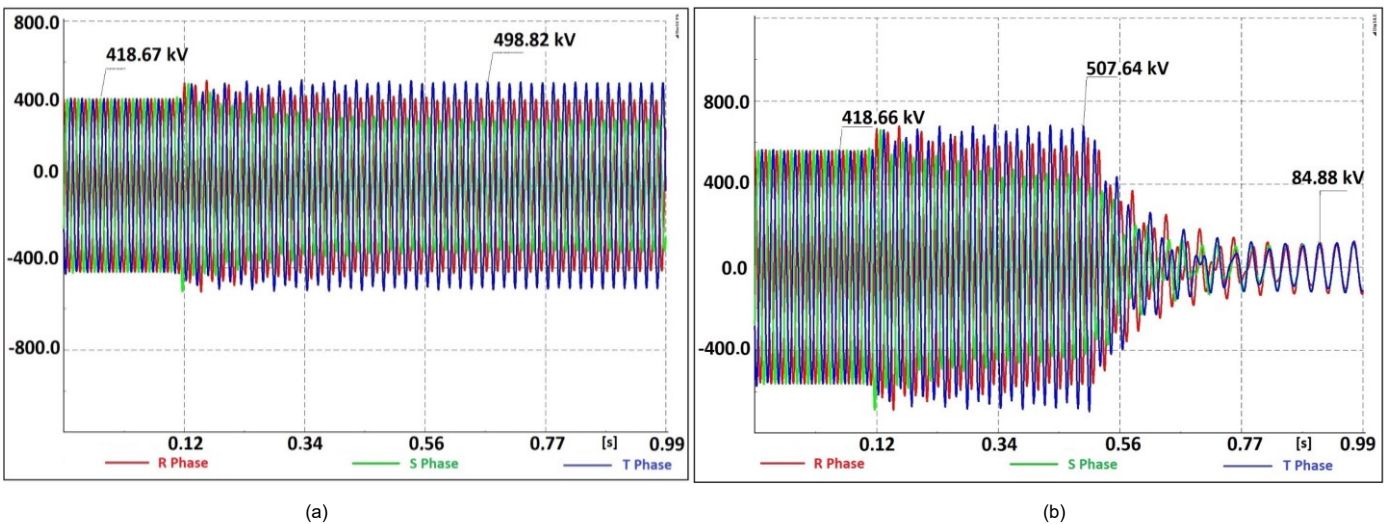 800.0
418.67 kV
498.82 kV
400.0
0.0
-400.0
-800.0
0.12 0.34 0.56 0.77 [s] 0.99
R Phase S Phase T Phase
(a)
507.64 kV
800.0
418.66 kV
400.0
84.88 kV
0.0
-400.0
0.12 0.34 0.56 0.77 [s] 0.99
R Phase S Phase T Phase
(b)